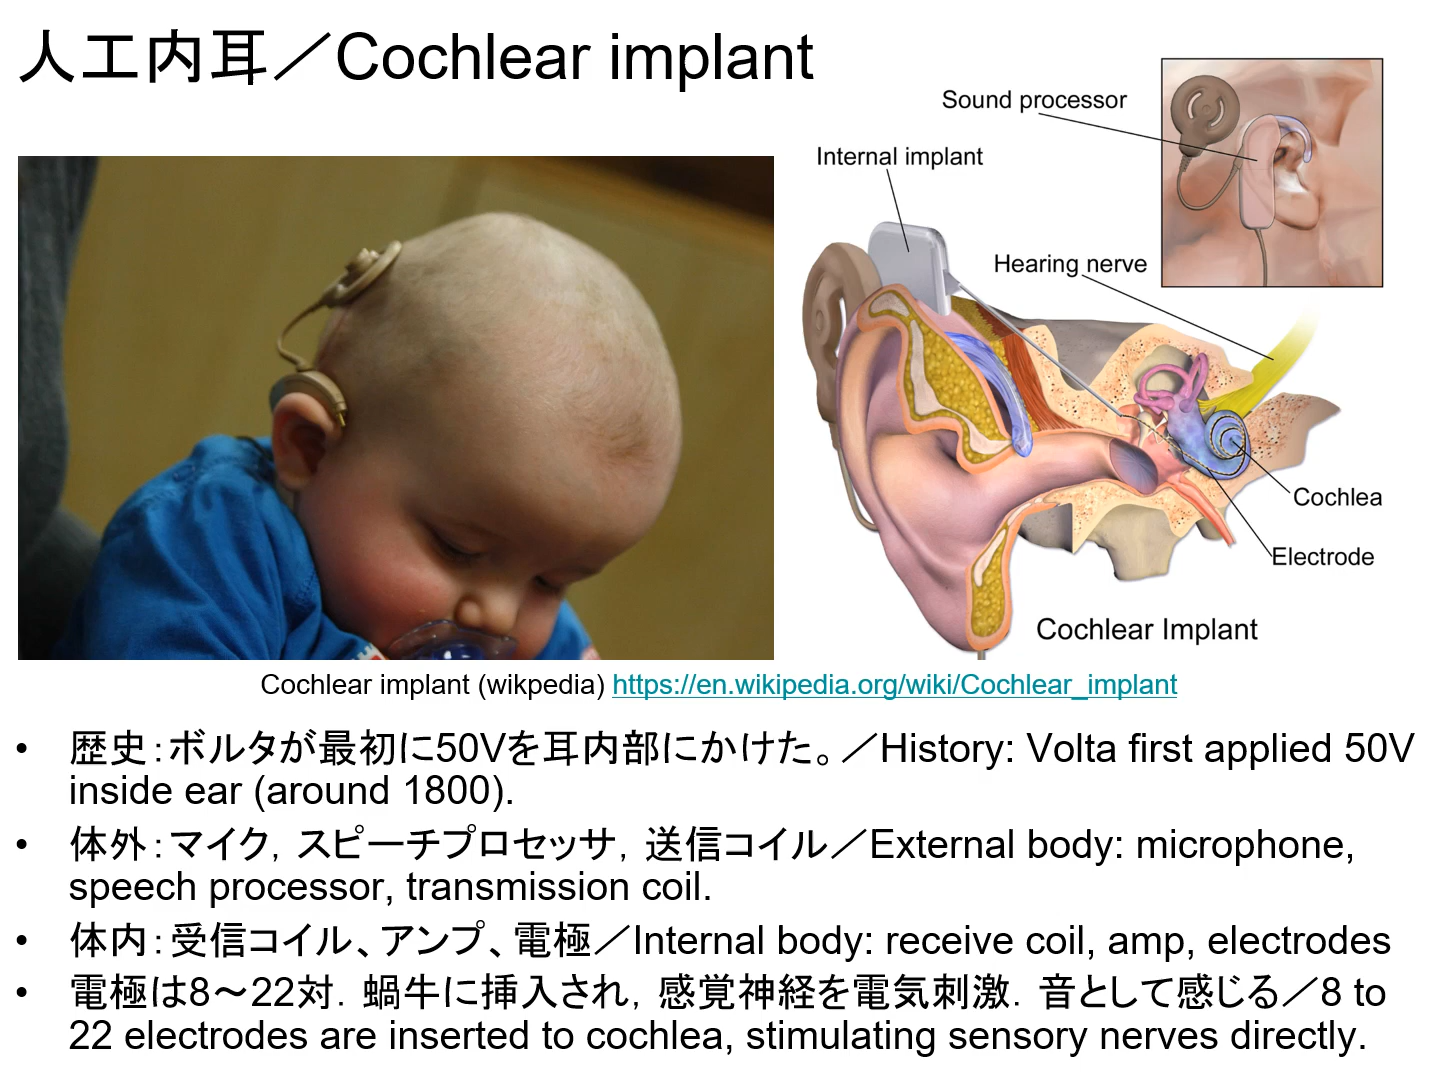 人工内耳／Cochlear implant
Sound processor
Internal implant
Hearing nerve
Cochlea
Electrode
Cochlear Implant
Cochlear implant (wikpedia) https://en.wikipedia.org/wiki/Cochlear_implant
• 歴史：ボルタが最初に50Vを耳内部にかけた。／History: Volta first applied 50V
inside ear (around 1800).
• 体外：マイク，スピーチプロセッサ，送信コイル／External body: microphone,
speech processor, transmission coil.
• 体内：受信コイル、アンプ、電極／Internal body: receive coil, amp, electrodes
• 電極は8～22対．蝸牛に挿入され，感覚神経を電気刺激．音として感じる／8 to
22 electrodes are inserted to cochlea, stimulating sensory nerves directly.